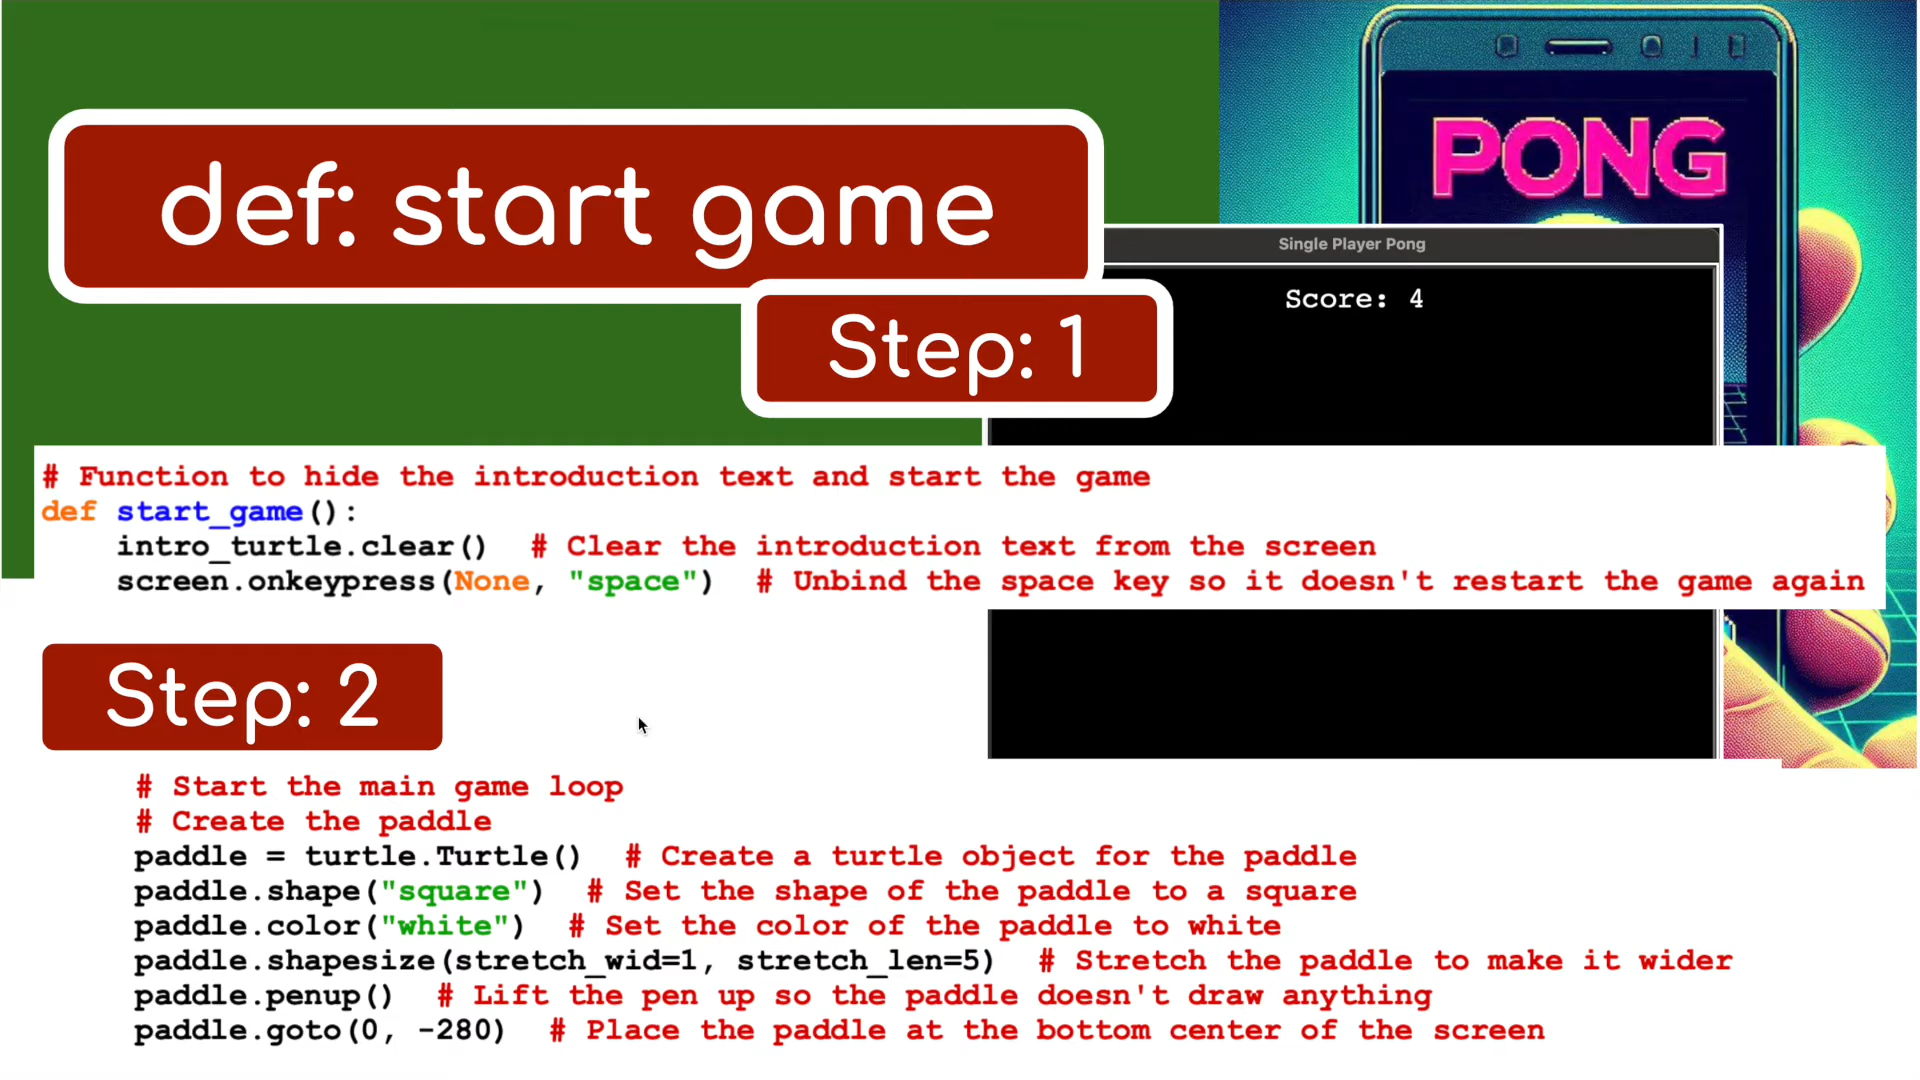 PONG
def: start game
Single Player Pong
Score: 4
Step: 1
# Function to hide the introduction text and start the game
def start_game():
    intro_turtle.clear()  # Clear the introduction text from the screen
    screen.onkeypress(None, "space")  # Unbind the space key so it doesn't restart the game again
Step: 2
# Start the main game loop
# Create the paddle
paddle = turtle.Turtle()  # Create a turtle object for the paddle
paddle.shape("square")  # Set the shape of the paddle to a square
paddle.color("white")  # Set the color of the paddle to white
paddle.shapesize(stretch_wid=1, stretch_len=5)  # Stretch the paddle to make it wider
paddle.penup()  # Lift the pen up so the paddle doesn't draw anything
paddle.goto(0, -280)  # Place the paddle at the bottom center of the screen